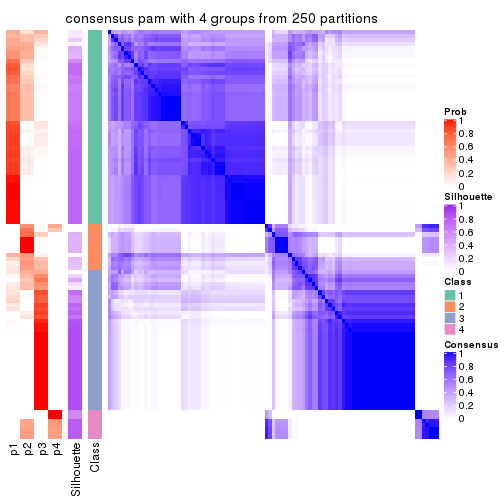 consensus pam with 4 groups from 250 partitions
Prob
1
0.8
0.6
0.4
0.2
0
Silhouette
1
0.8
0.6
0.4
0.2
0
Class
1
2
3
4
Consensus
1
0.8
0.6
0.4
0.2
0
p1
p2
p3
p4
Silhouette
Class